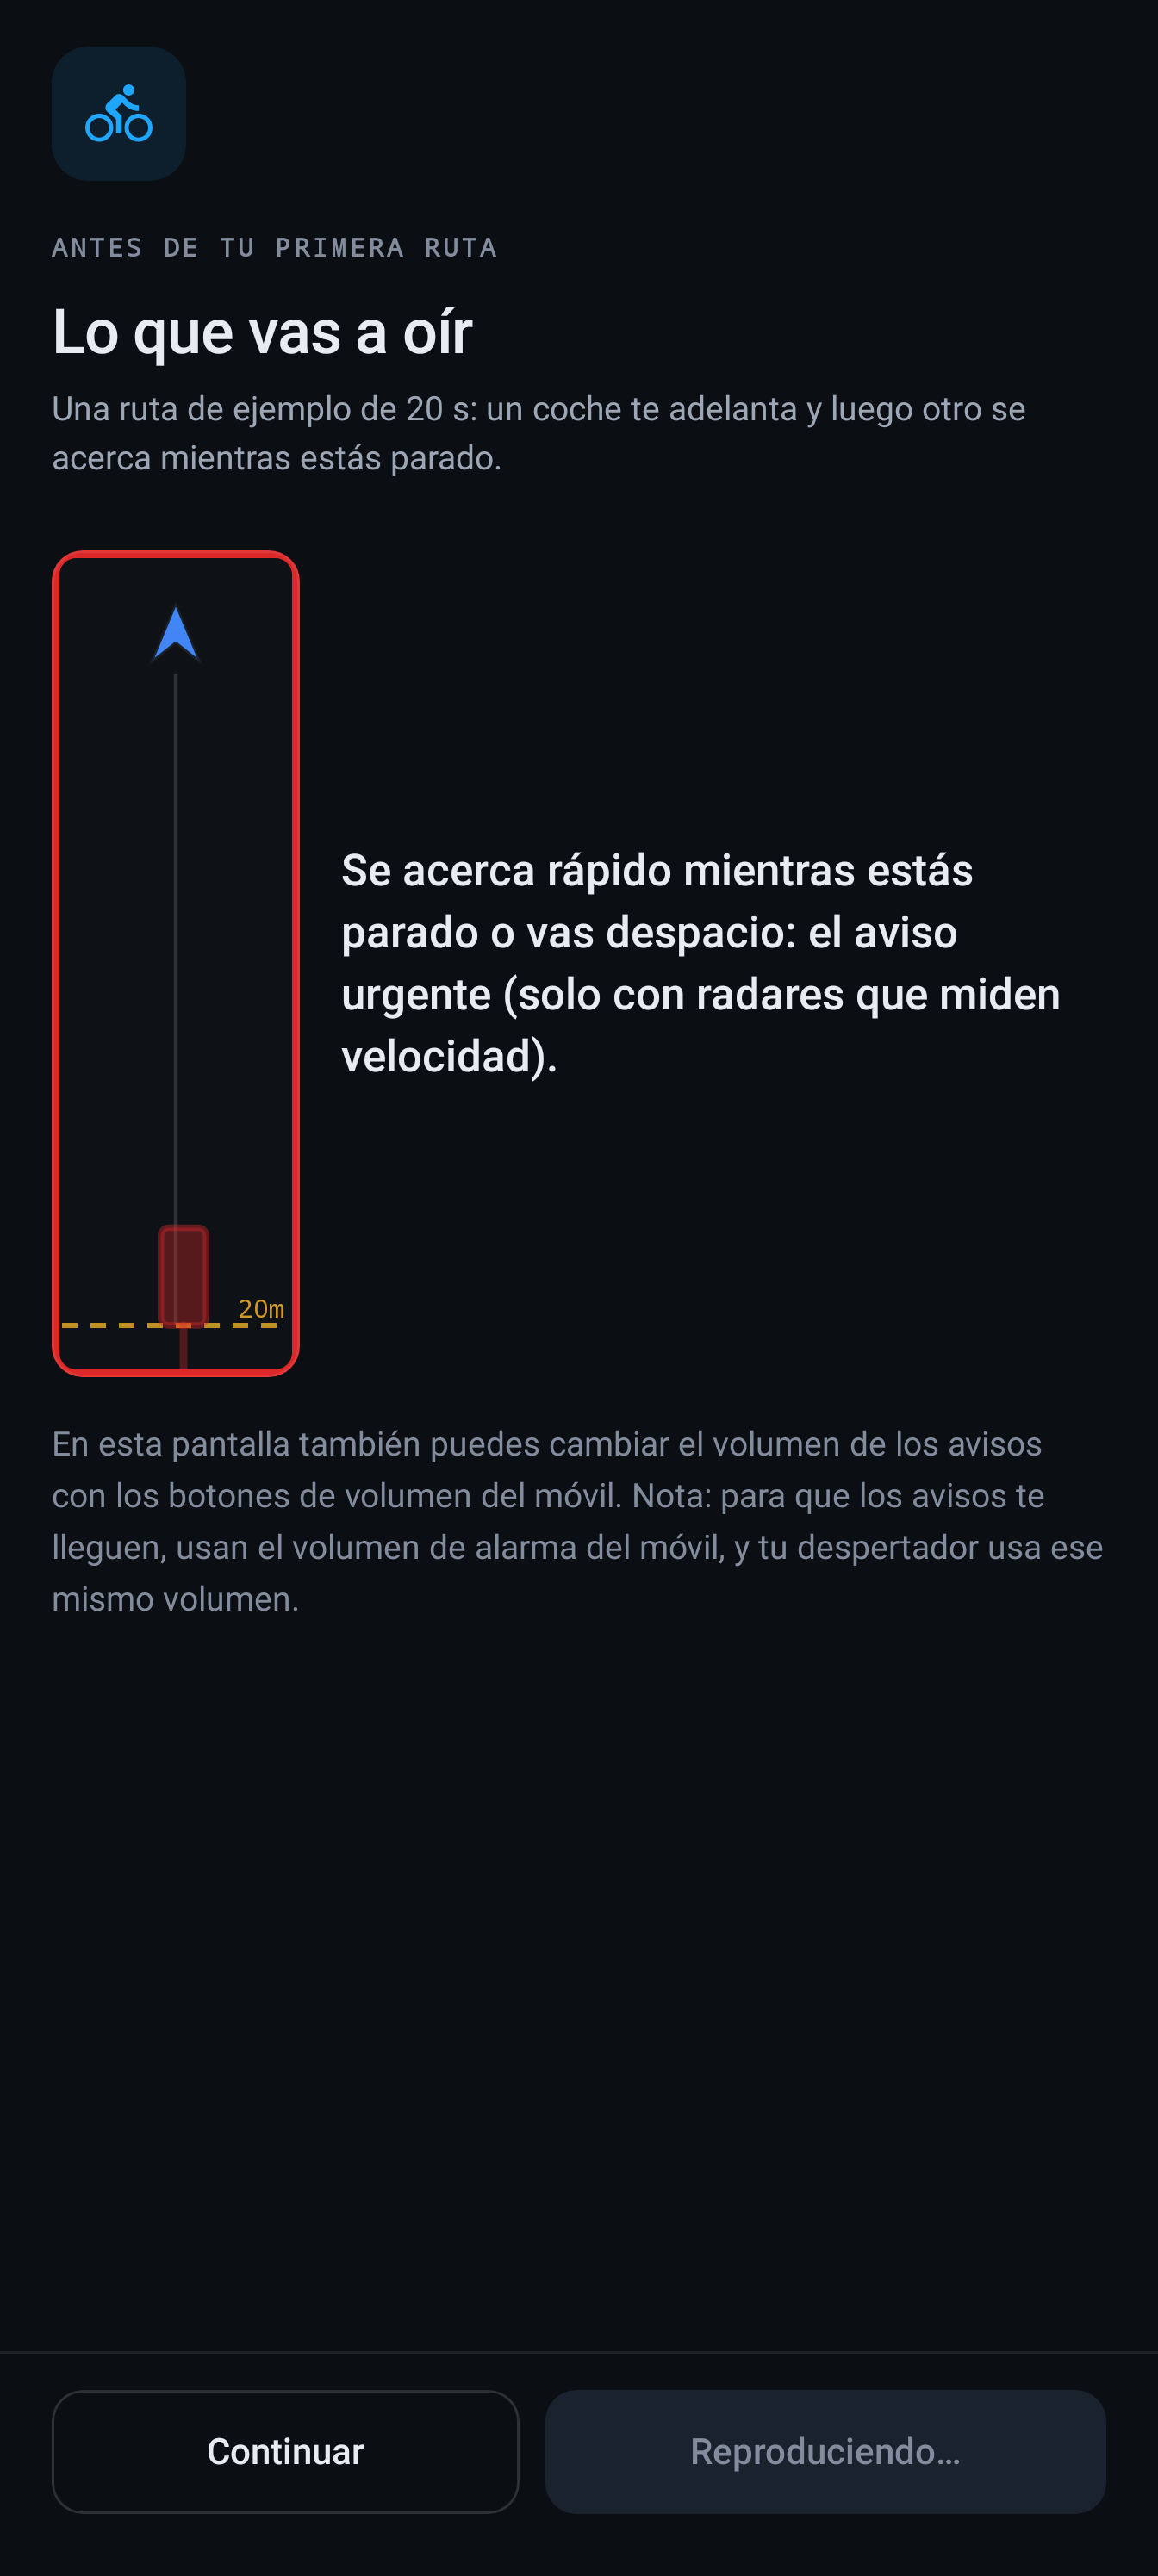 ANTES DE TU PRIMERA RUTA
Lo que vas a oír
Una ruta de ejemplo de 20 s: un coche te adelanta y luego otro se
acerca mientras estás parado.
Se acerca rápido mientras estás
parado o vas despacio: el aviso
urgente (solo con radares que miden
velocidad).
20m
En esta pantalla también puedes cambiar el volumen de los avisos
con los botones de volumen del móvil. Nota: para que los avisos te
lleguen, usan el volumen de alarma del móvil, y tu despertador usa ese
mismo volumen.
Continuar
Reproduciendo…